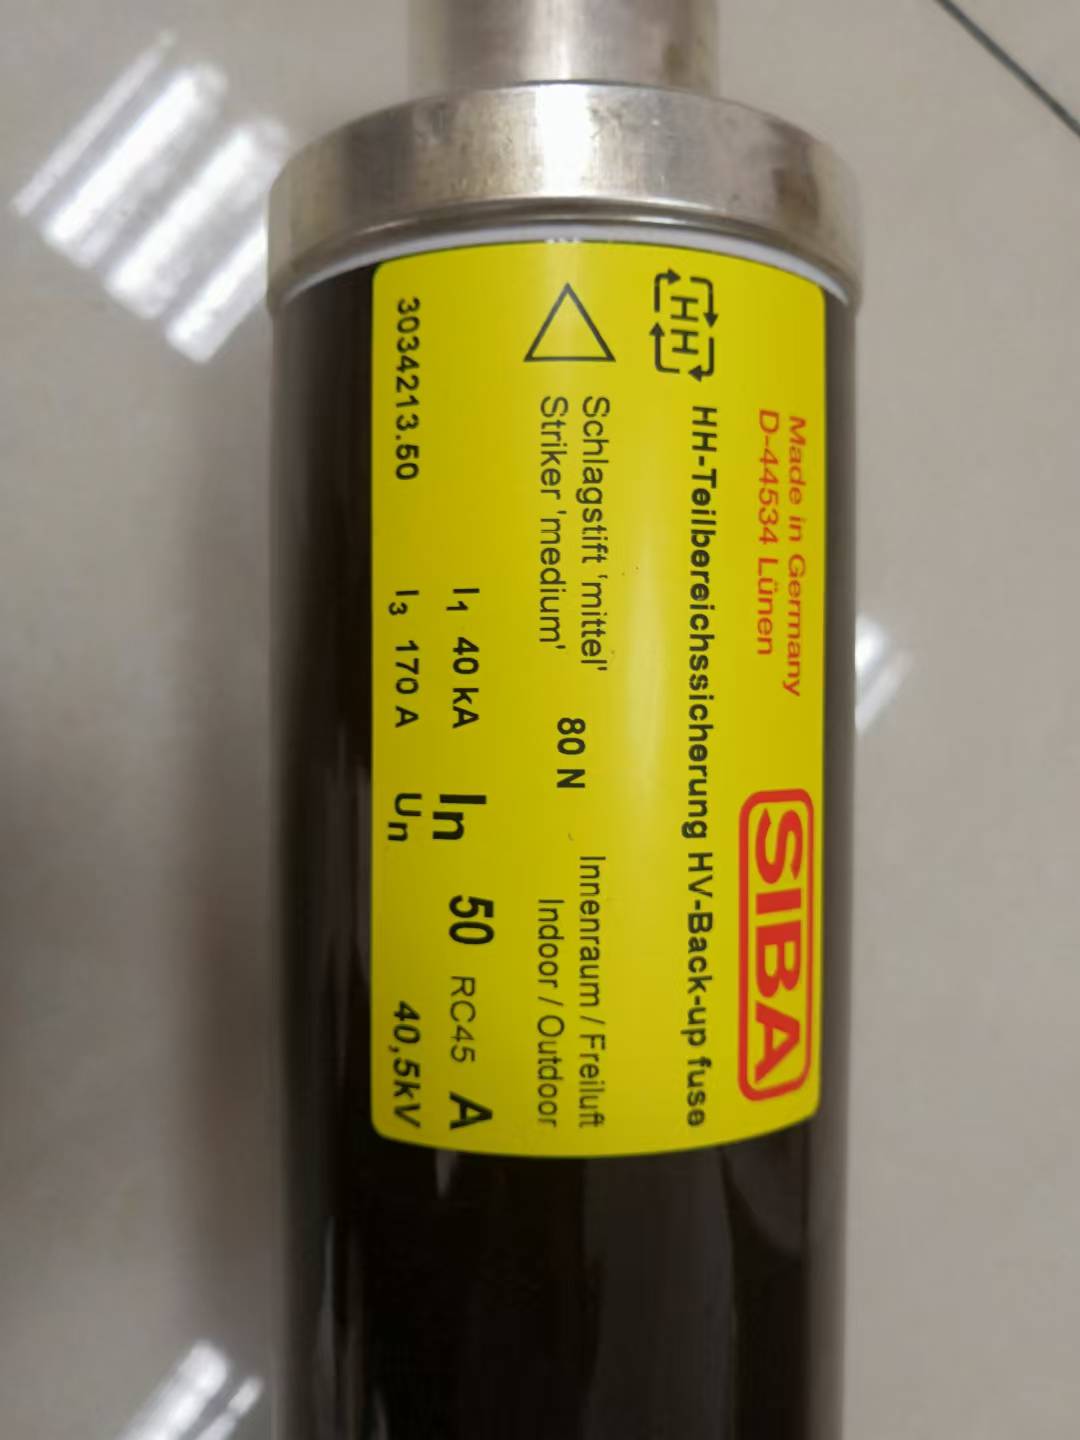 Made in Germany
D-44534 Lünen
SIBA
HH
HH-Teilbereichssicherung HV-Back-up fuse
Schlagstift 'mittel' 80 N Innenraum / Freiluft
Striker 'medium' Indoor / Outdoor
I1 40 kA In 50 RC45 A
3034213.50 I3 170 A Un 40,5kV